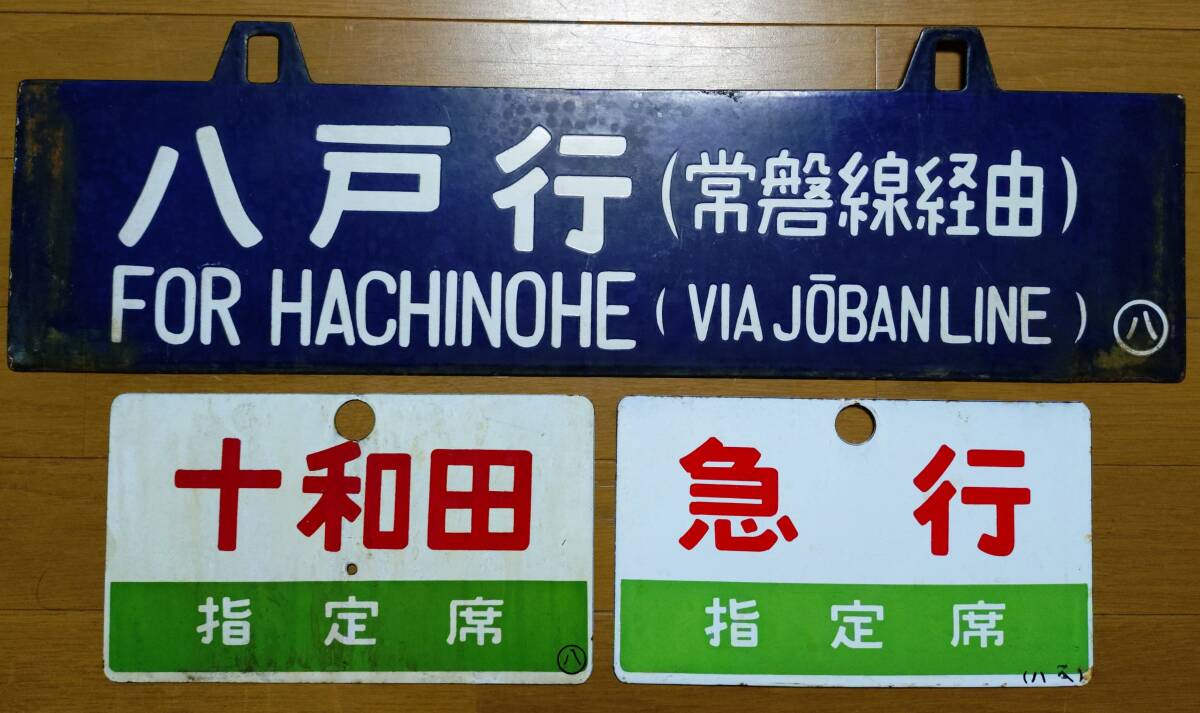 八戸行（常磐線経由）
FOR HACHINOHE ( VIA JŌBAN LINE )
八
十和田
指定席
八
急行
指定席